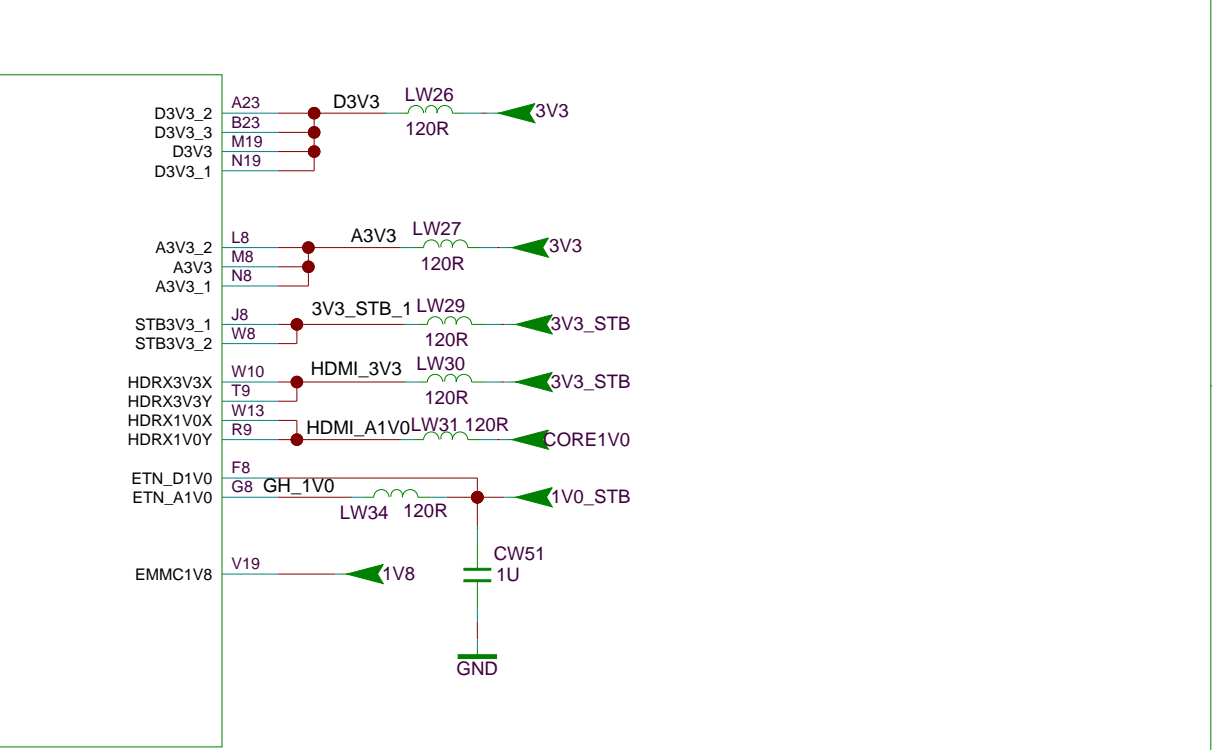 LW26
D3V3_2 A23 D3V3 3V3
120R
D3V3_3 B23
D3V3 M19
D3V3_1 N19
LW27
A3V3_2 L8 A3V3 3V3
120R
A3V3 M8
A3V3_1 N8
3V3_STB_1 LW29
STB3V3_1 J8 3V3_STB
120R
STB3V3_2 W8
HDMI_3V3 LW30
HDRX3V3X W10 3V3_STB
120R
HDRX3V3Y T9
HDRX1V0X W13
HDMI_A1V0 LW31 120R
HDRX1V0Y R9 CORE1V0
ETN_D1V0 F8
ETN_A1V0 G8 GH_1V0 1V0_STB
LW34 120R
CW51
EMMC1V8 V19 1V8 1U
GND